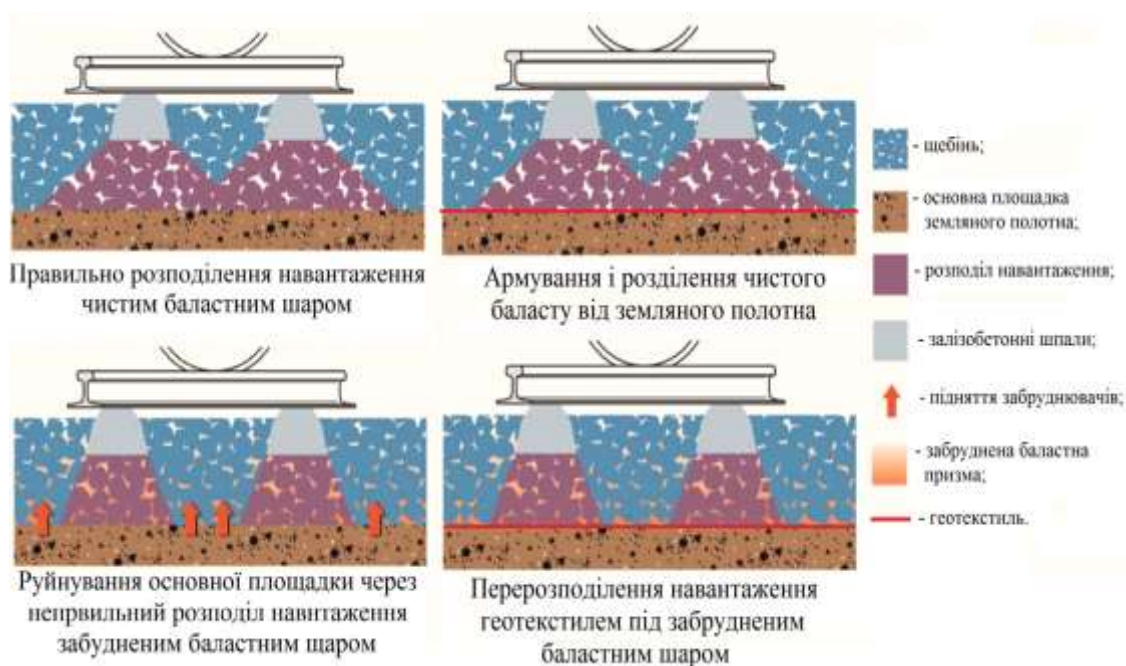 Правильно розподілення навантаження
чистим баластним шаром
Армування і розділення чистого
баласту від земляного полотна
Руйнування основної площадки через
непрвильний розподіл навнтаження
забудненим баластним щаром
Перерозподілення навантаження
геотекстилем під забрудненим
баластним шаром
- щебінь;
- основна площадка
земляного полотна;
- розподіл навантаження;
- залізобетонні шпали;
- підняття забруднювачів;
- забруднена баластна
призма;
- геотекстиль.